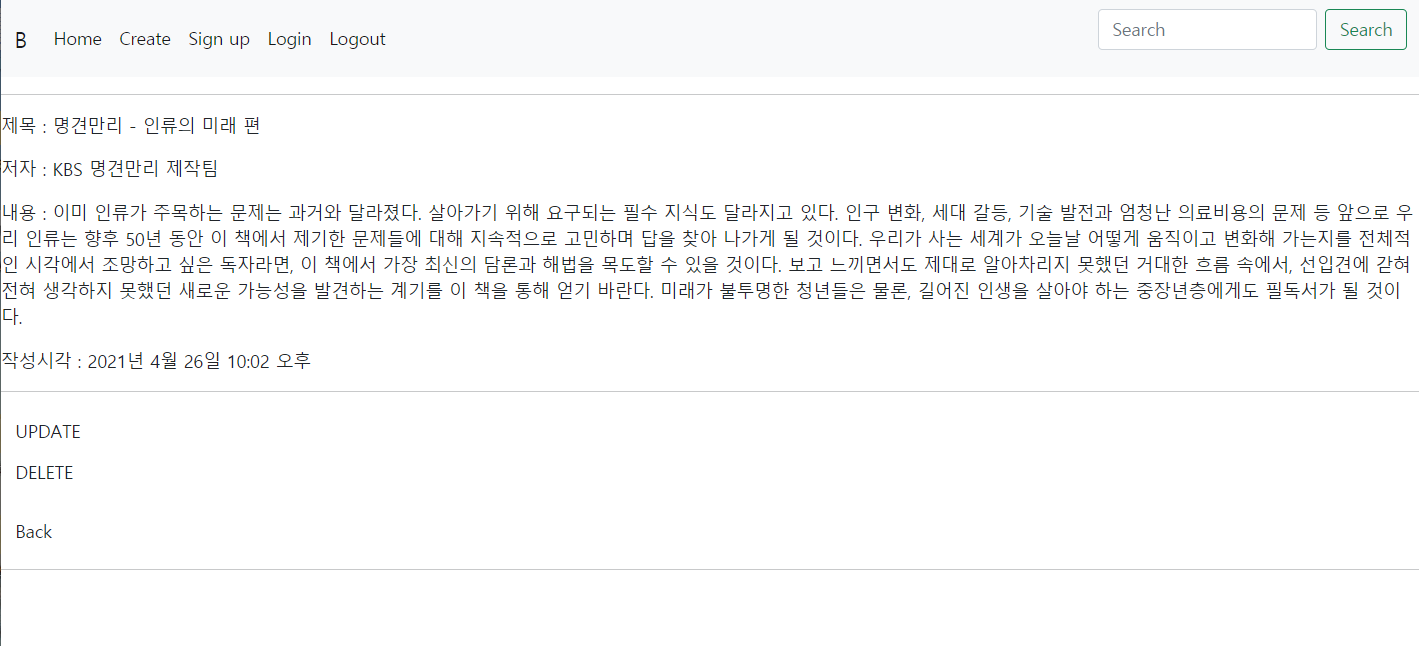 B Home Create Sign up Login Logout Search Search
제목 : 명견만리 - 인류의 미래 편
저자 : KBS 명견만리 제작팀
내용 : 이미 인류가 주목하는 문제는 과거와 달라졌다. 살아가기 위해 요구되는 필수 지식도 달라지고 있다. 인구 변화, 세대 갈등, 기술 발전과 엄청난 의료비용의 문제 등 앞으로 우
리 인류는 향후 50년 동안 이 책에서 제기한 문제들에 대해 지속적으로 고민하며 답을 찾아 나가게 될 것이다. 우리가 사는 세계가 오늘날 어떻게 움직이고 변화해 가는지를 전체적
인 시각에서 조망하고 싶은 독자라면, 이 책에서 가장 최신의 담론과 해법을 목도할 수 있을 것이다. 보고 느끼면서도 제대로 알아차리지 못했던 거대한 흐름 속에서, 선입견에 갇혀
전혀 생각하지 못했던 새로운 가능성을 발견하는 계기를 이 책을 통해 얻기 바란다. 미래가 불투명한 청년들은 물론, 길어진 인생을 살아야 하는 중장년층에게도 필독서가 될 것이
다.
작성시각 : 2021년 4월 26일 10:02 오후
UPDATE
DELETE
Back